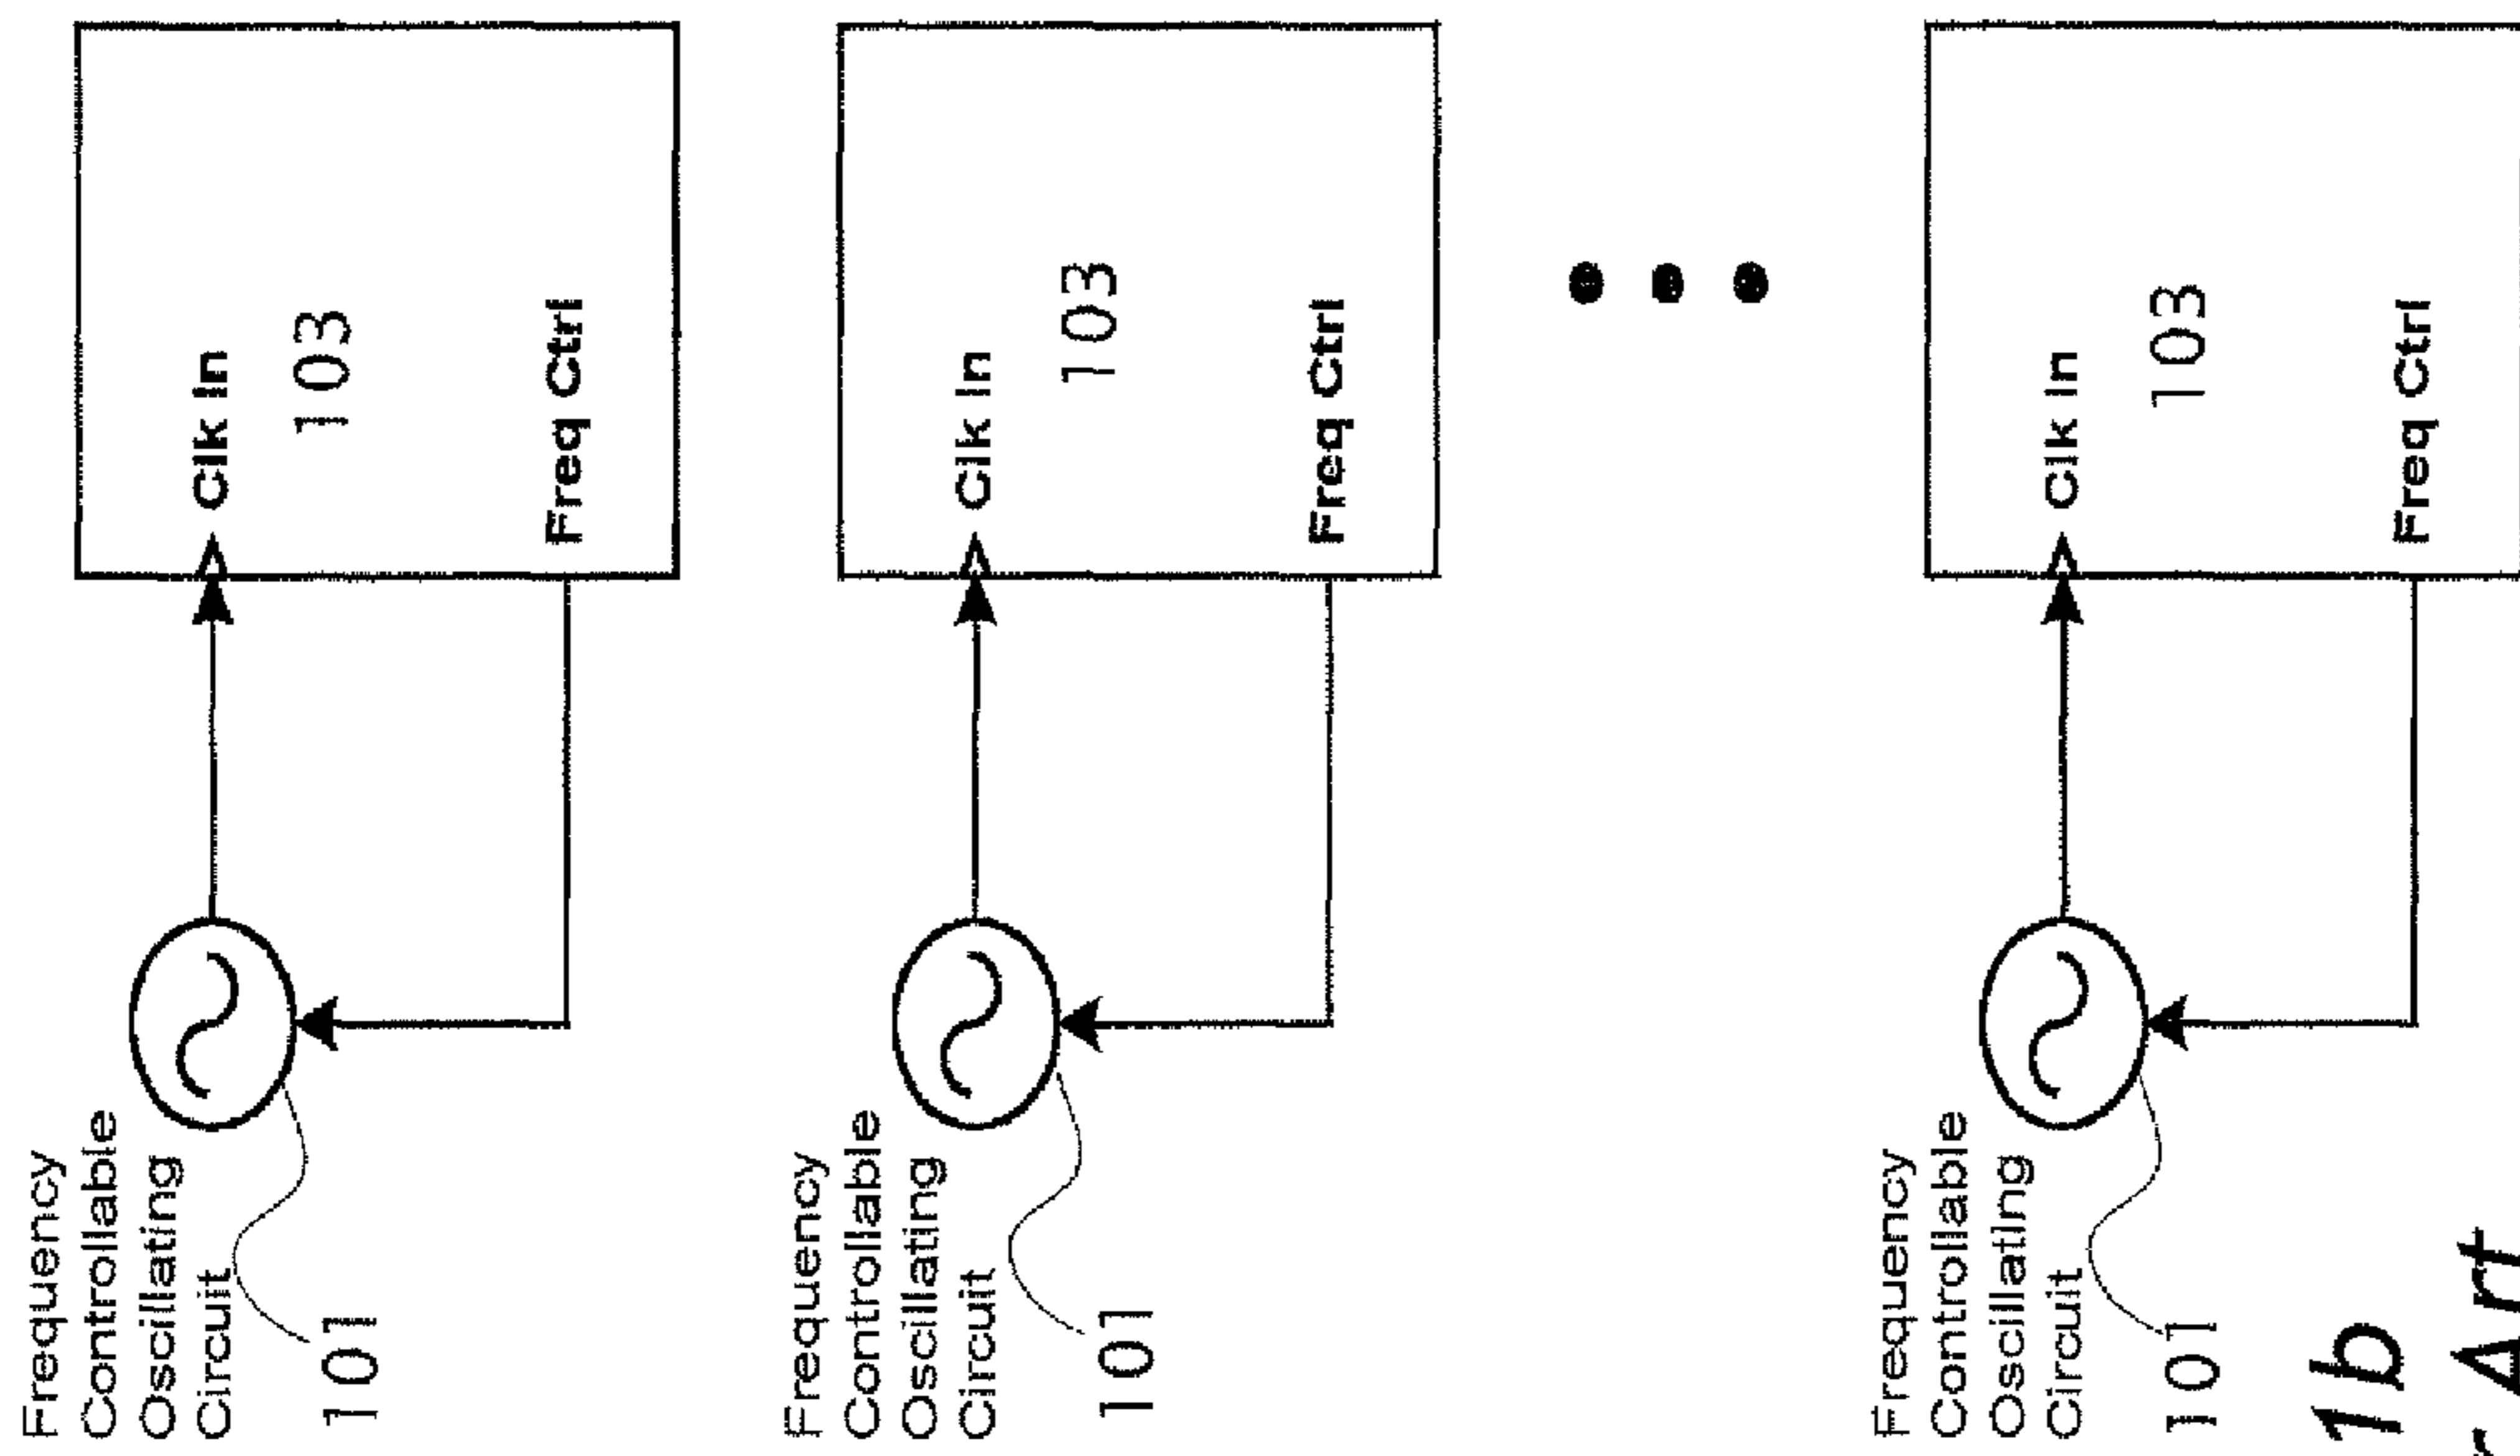 Frequency
Controllable
Oscillating
Circuit
101
Clk In
103
Freq Ctrl
Frequency
Controllable
Oscillating
Circuit
101
Clk In
103
Freq Ctrl
Frequency
Controllable
Oscillating
Circuit
101
Clk In
103
Freq Ctrl
1b
Art